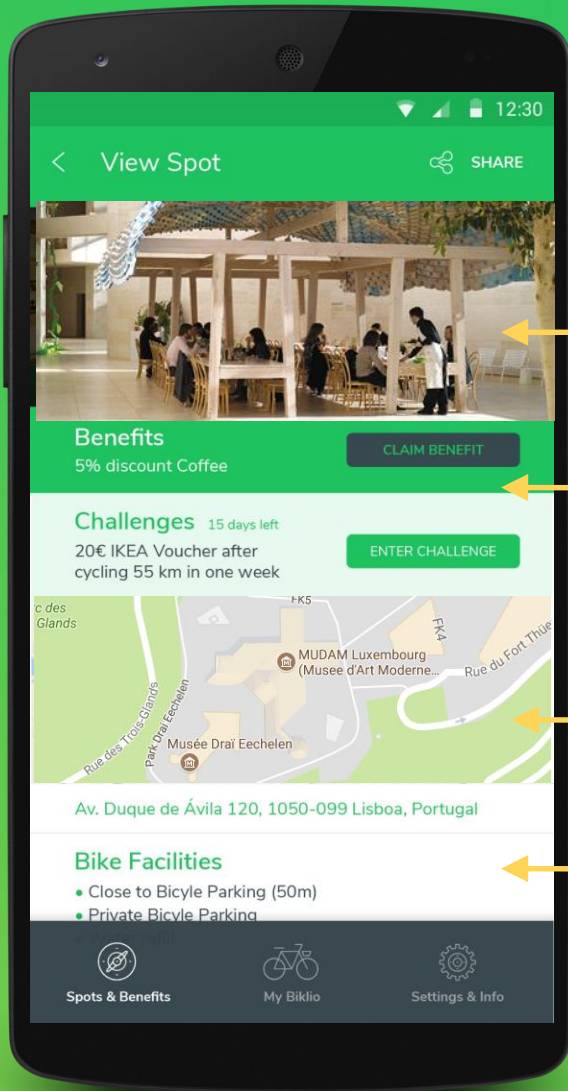 12:30
View Spot
SHARE
Benefits
5% discount Coffee
CLAIM BENEFIT
Challenges 15 days left
20€ IKEA Voucher after
cycling 55 km in one week
ENTER CHALLENGE
c des
Glands
FK5
FK4
MUDAM Luxembourg
(Musee d'Art Moderne...
Rue du Fort Thüe
Rue des Trois-Glands
Park Draï Eechelen
Musée Draï Eechelen
Av. Duque de Ávila 120, 1050-099 Lisboa, Portugal
Bike Facilities
• Close to Bicyle Parking (50m)
• Private Bicyle Parking
Spots & Benefits
My Biklio
Settings & Info